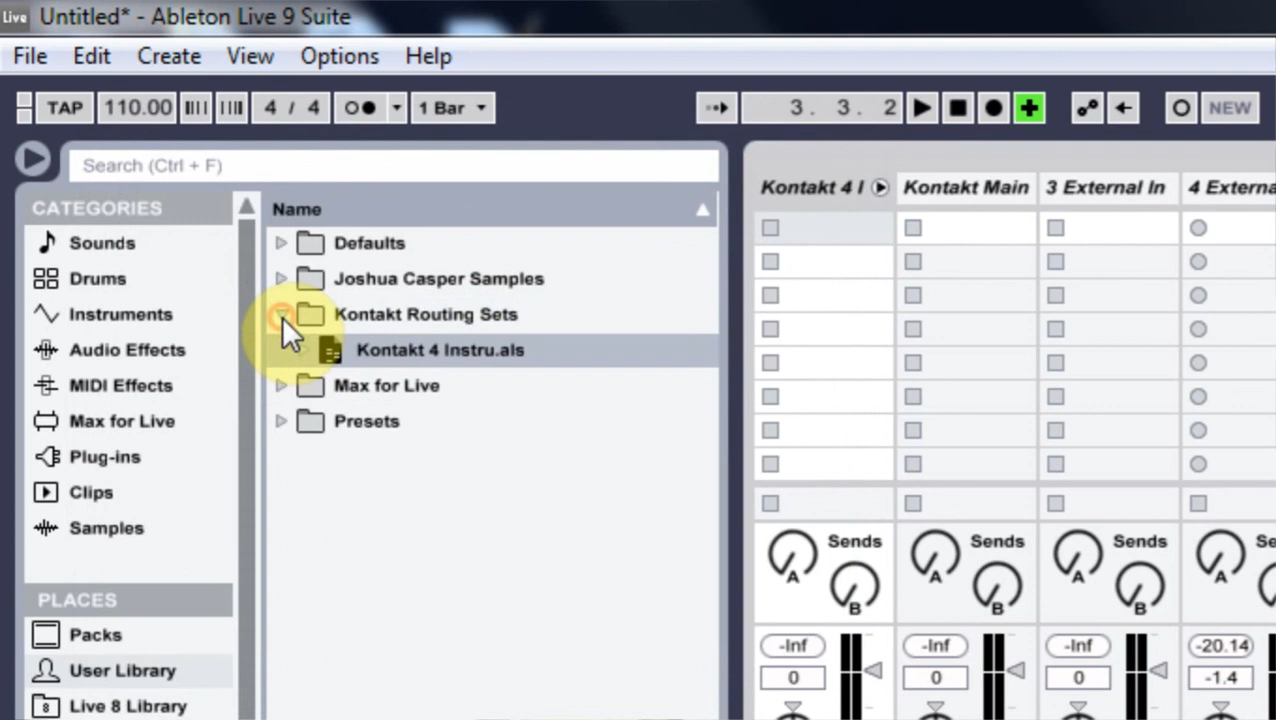 Live Untitled* - Ableton Live 9 Suite
File Edit Create View Options Help
TAP 110.00 4 / 4 1 Bar 3. 3. 2 NEW
Search (Ctrl + F)
CATEGORIES
Sounds
Drums
Instruments
Audio Effects
MIDI Effects
Max for Live
Plug-ins
Clips
Samples
PLACES
Packs
User Library
Live 8 Library
Name
Defaults
Joshua Casper Samples
Kontakt Routing Sets
Kontakt 4 Instru.als
Max for Live
Presets
Kontakt 4 I Kontakt Main 3 External In 4 Externa
Sends Sends Sends Se
A A A A
B B B B
-Inf -Inf -Inf -20.14
0 0 0 -1.4